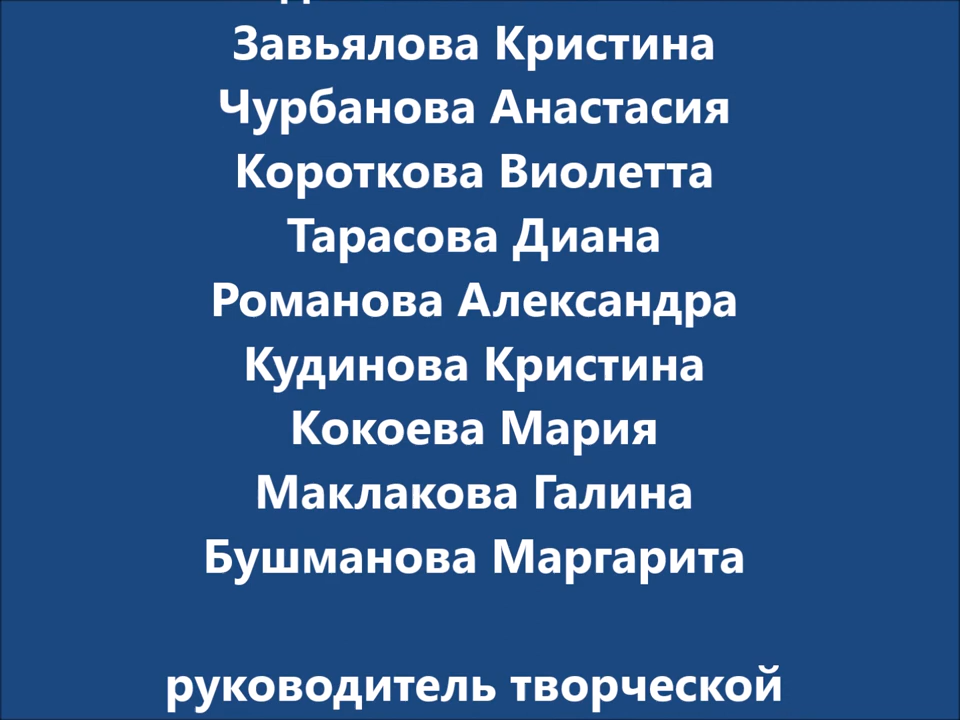 Завьялова Кристина
Чурбанова Анастасия
Короткова Виолетта
Тарасова Диана
Романова Александра
Кудинова Кристина
Кокоева Мария
Маклакова Галина
Бушманова Маргарита
руководитель творческой